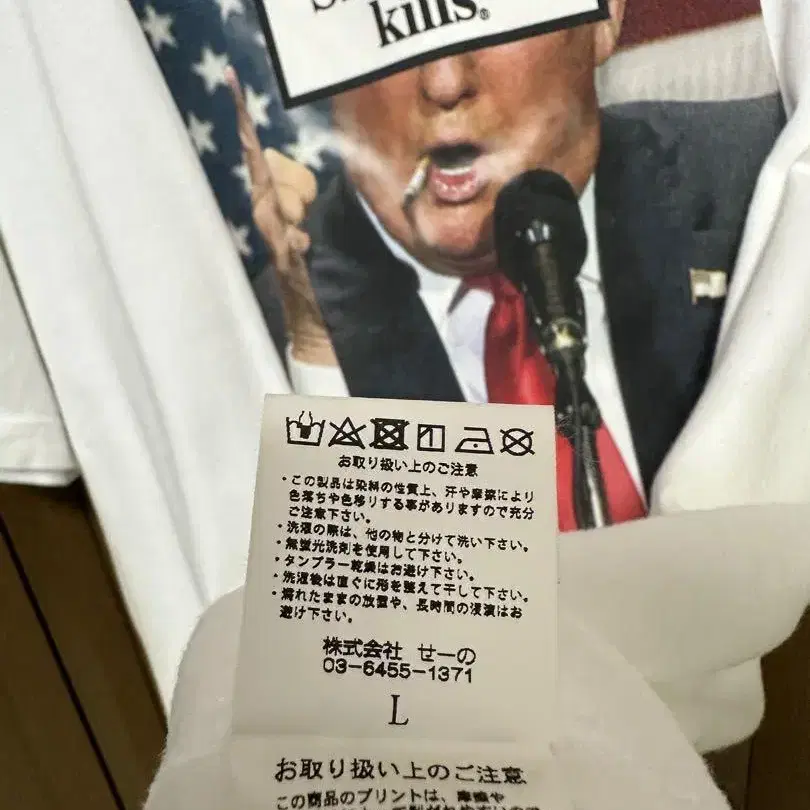 kills®
お取り扱い上のご注意
・この製品は染料の性質上、汗や摩擦により
色落ちや色移りする事がありますので充分
ご注意下さい。
・洗濯の際は、他の物と分けて洗い下さい。
・無蛍光洗剤を使用して下さい。
・タンブラー乾燥はお避け下さい。
・洗濯後は直ぐに形を整えて干して下さい。
・濡れたままの放置や、長時間の浸漬はお
避け下さい。
株式会社 せーの
03-6455-1371
L
お取り扱い上のご注意
この商品のプリントは、摩擦や